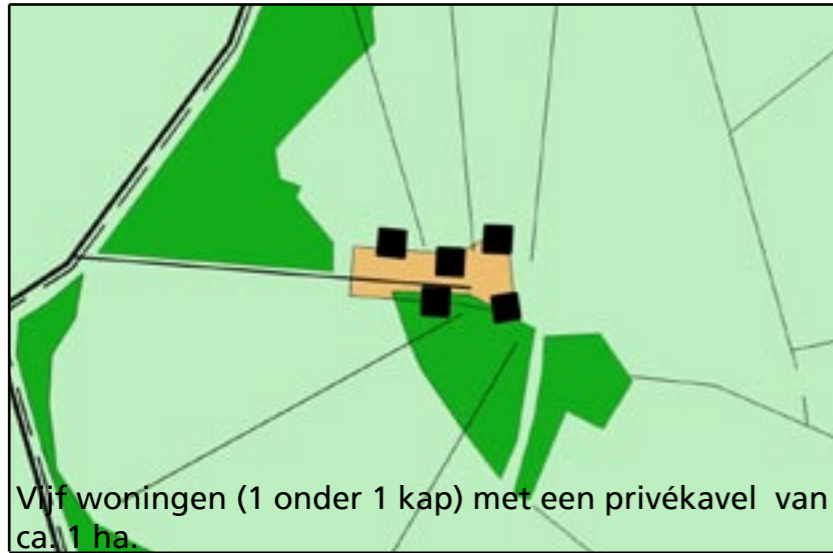 Vijf woningen (1 onder 1 kap) met een privékavel van
ca. 1 ha.